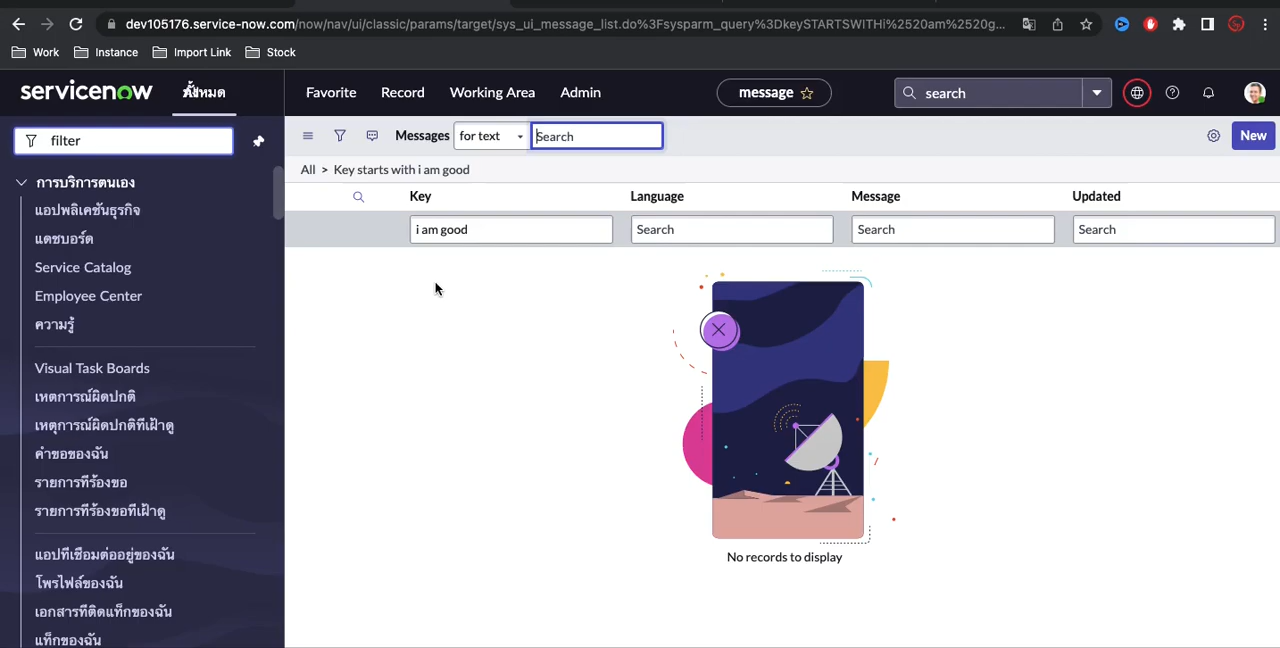 dev105176.service-now.com/now/nav/ui/classic/params/target/sys_ui_message_list.do%3Fsysparm_query%3DkeySTARTSWITHi%2520am%2520g...
Work Instance Import Link Stock
servicenow ทั้งหมด Favorite Record Working Area Admin message search
filter
Messages for text Search New
All > Key starts with i am good
Key Language Message Updated
i am good Search Search Search
การบริการตนเอง
แอปพลิเคชันธุรกิจ
แดชบอร์ด
Service Catalog
Employee Center
ความรู้
Visual Task Boards
เหตุการณ์ผิดปกติ
เหตุการณ์ผิดปกติที่เฝ้าดู
คำขอของฉัน
รายการที่ร้องขอ
รายการที่ร้องขอที่เฝ้าดู
แอปที่เชื่อมต่ออยู่ของฉัน
โพรไฟล์ของฉัน
เอกสารที่ติดแท็กของฉัน
แท็กของฉัน
No records to display